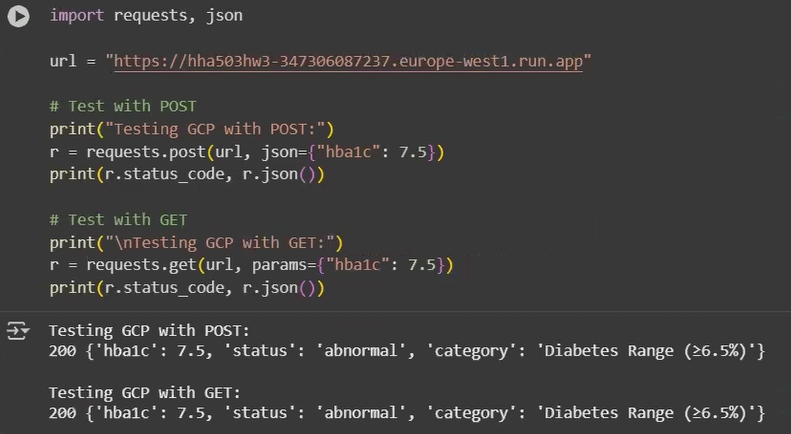 import requests, json
url = "https://hha503hw3-347306087237.europe-west1.run.app"
# Test with POST
print("Testing GCP with POST:")
r = requests.post(url, json={"hba1c": 7.5})
print(r.status_code, r.json())
# Test with GET
print("\nTesting GCP with GET:")
r = requests.get(url, params={"hba1c": 7.5})
print(r.status_code, r.json())
Testing GCP with POST:
200 {'hba1c': 7.5, 'status': 'abnormal', 'category': 'Diabetes Range (≥6.5%)'}
Testing GCP with GET:
200 {'hba1c': 7.5, 'status': 'abnormal', 'category': 'Diabetes Range (≥6.5%)'}